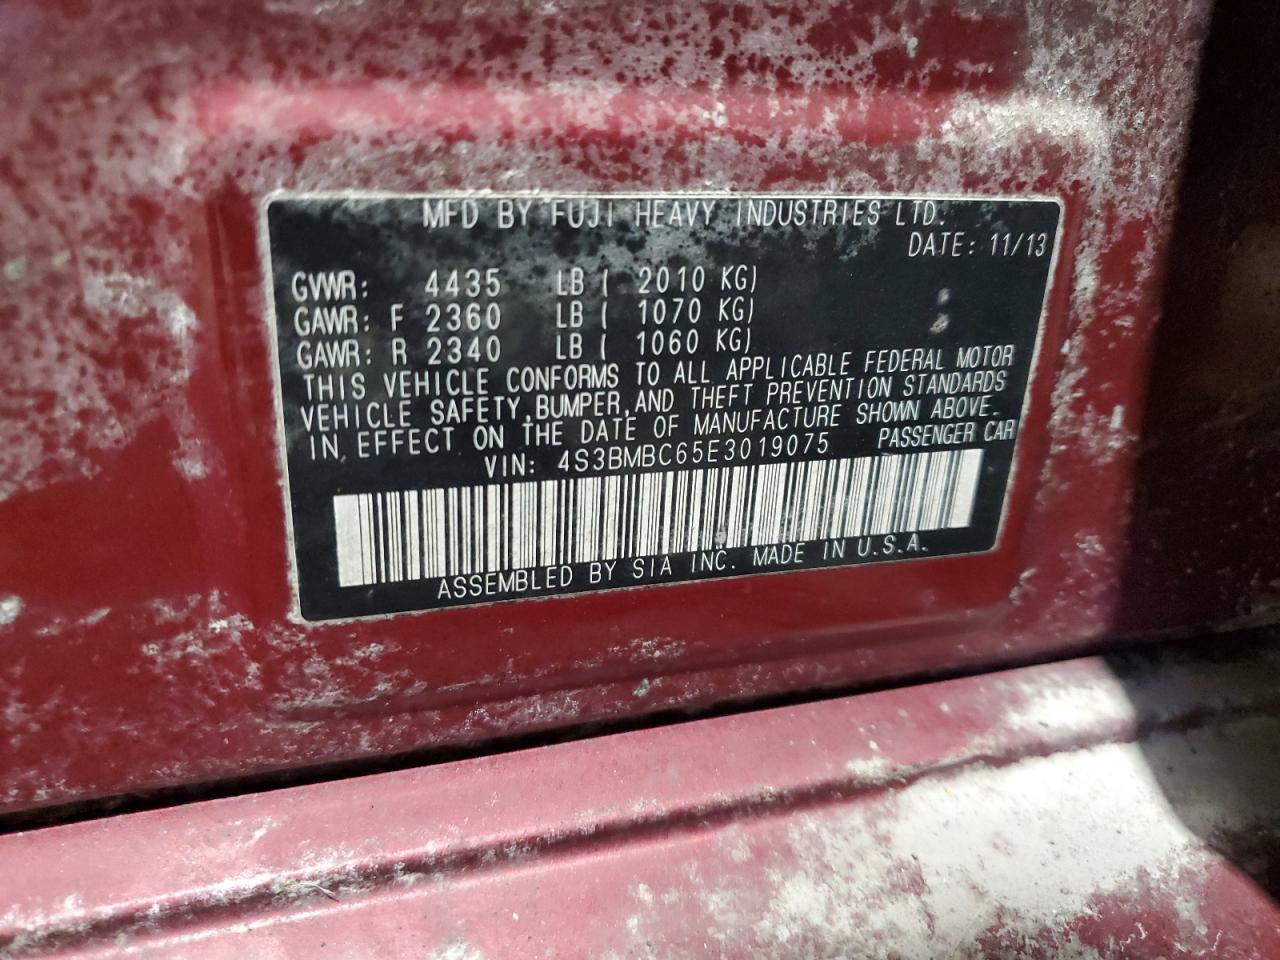 MFD BY FUJI HEAVY INDUSTRIES LTD.
DATE: 11/13
GVWR: 4435 LB ( 2010 KG)
GAWR: F 2360 LB ( 1070 KG)
GAWR: R 2340 LB ( 1060 KG)
THIS VEHICLE CONFORMS TO ALL APPLICABLE FEDERAL MOTOR
VEHICLE SAFETY,BUMPER,AND THEFT PREVENTION STANDARDS
IN EFFECT ON THE DATE OF MANUFACTURE SHOWN ABOVE.
VIN: 4S3BMBC65E3019075 PASSENGER CAR
ASSEMBLED BY SIA INC. MADE IN U.S.A.